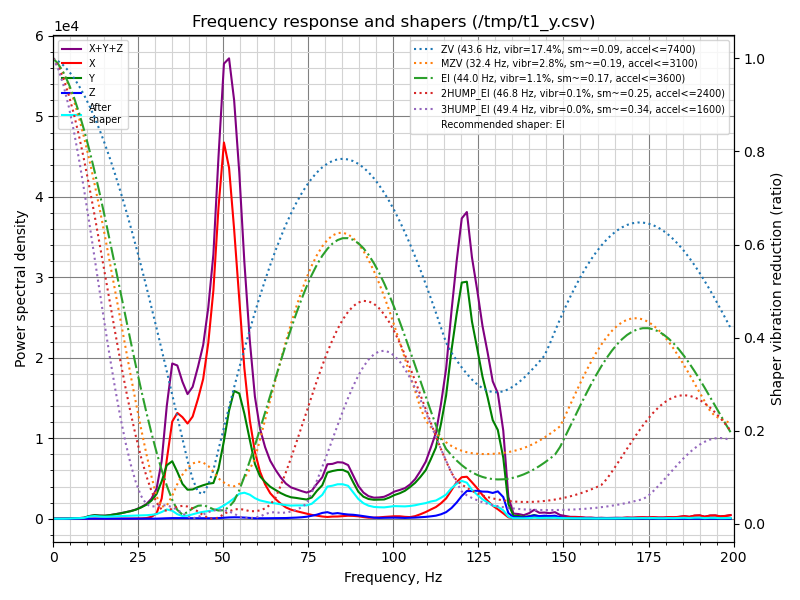 Frequency response and shapers (/tmp/t1_y.csv)
1e4
X+Y+Z
X
Y
Z
After
shaper
ZV (43.6 Hz, vibr=17.4%, sm~=0.09, accel<=7400)
MZV (32.4 Hz, vibr=2.8%, sm~=0.19, accel<=3100)
EI (44.0 Hz, vibr=1.1%, sm~=0.17, accel<=3600)
2HUMP_EI (46.8 Hz, vibr=0.1%, sm~=0.25, accel<=2400)
3HUMP_EI (49.4 Hz, vibr=0.0%, sm~=0.34, accel<=1600)
Recommended shaper: EI
6
5
4
3
2
1
0
Power spectral density
1.0
0.8
0.6
0.4
0.2
0.0
Shaper vibration reduction (ratio)
0 25 50 75 100 125 150 175 200
Frequency, Hz